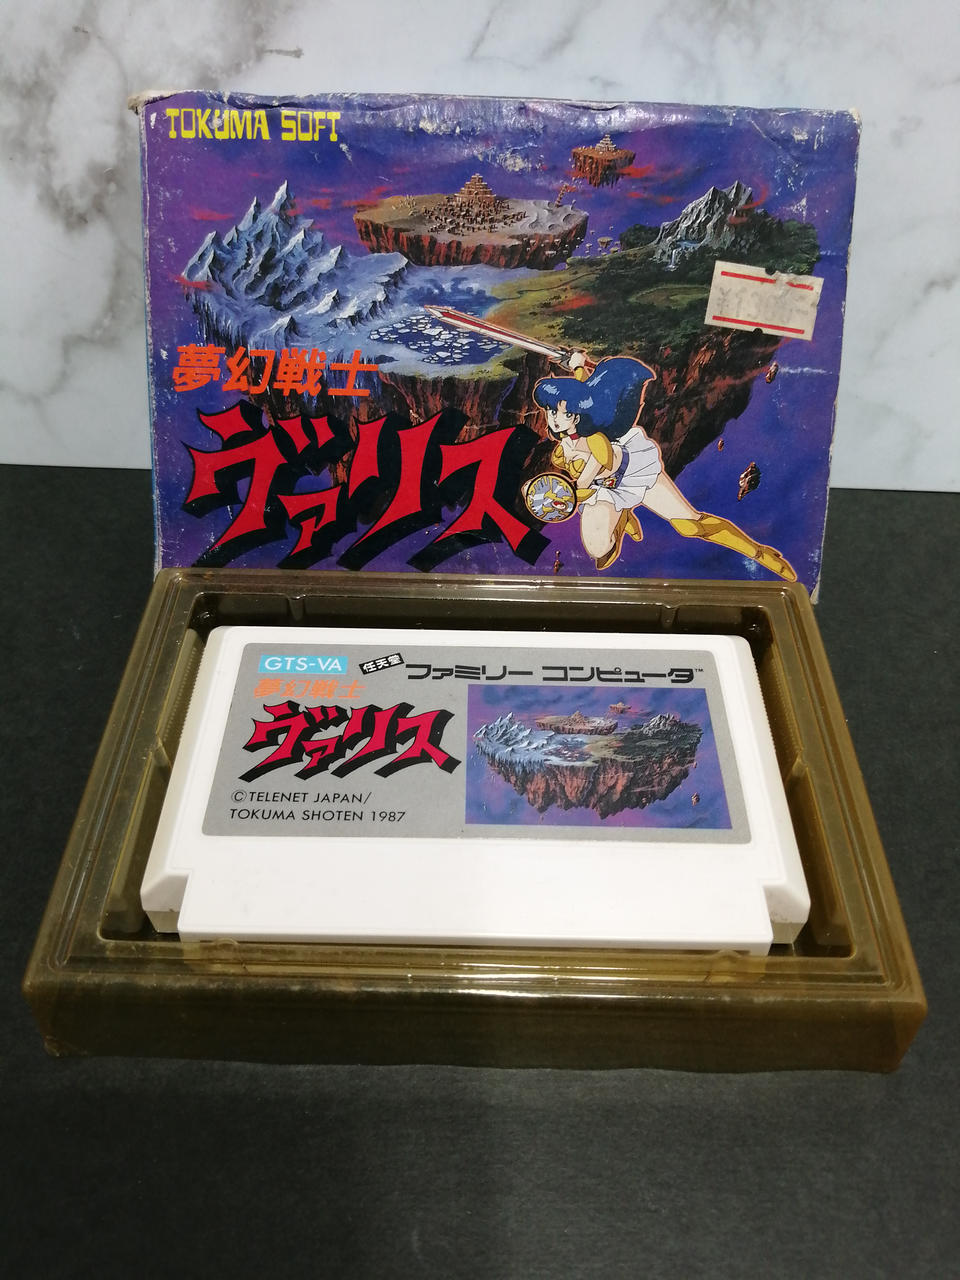 TOKUMA SOFT
夢幻戦士
ヴァリス
GTS-VA
任天堂
ファミリー コンピュータ™
夢幻戦士
ヴァリス
©TELENET JAPAN/
TOKUMA SHOTEN 1987